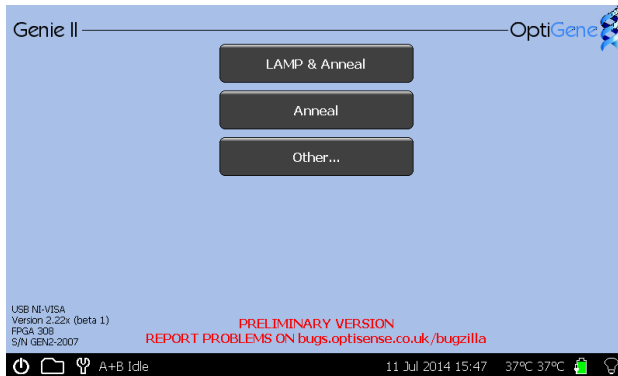 Genie II
OptiGene
LAMP & Anneal
Anneal
Other...
USB NI-VISA
Version 2.22x (beta 1)
FPGA 308
S/N GEN2-2007
PRELIMINARY VERSION
REPORT PROBLEMS ON bugs.optisense.co.uk/bugzilla
A+B Idle
11 Jul 2014 15:47
37°C 37°C